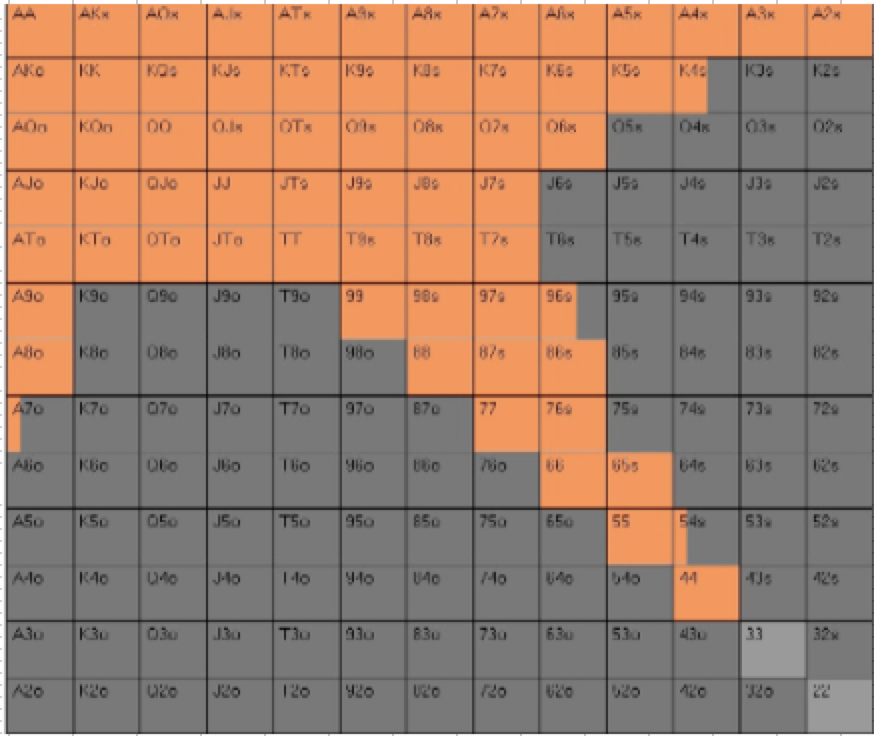 AA AKs AQs AJs ATs A9s A8s A7s A6s A5s A4s A3s A2s
AKo KK KQs KJs KTs K9s K8s K7s K6s K5s K4s K3s K2s
AQo KQo QQ QJs QTs Q9s Q8s Q7s Q6s Q5s Q4s Q3s Q2s
AJo KJo QJo JJ JTs J9s J8s J7s J6s J5s J4s J3s J2s
ATo KTo QTo JTo TT T9s T8s T7s T6s T5s T4s T3s T2s
A9o K9o Q9o J9o T9o 99 98s 97s 96s 95s 94s 93s 92s
A8o K8o Q8o J8o T8o 98o 88 87s 86s 85s 84s 83s 82s
A7o K7o Q7o J7o T7o 97o 87o 77 76s 75s 74s 73s 72s
A6o K6o Q6o J6o T6o 96o 86o 76o 66 65s 64s 63s 62s
A5o K5o Q5o J5o T5o 95o 85o 75o 65o 55 54s 53s 52s
A4o K4o Q4o J4o T4o 94o 84o 74o 64o 54o 44 43s 42s
A3o K3o Q3o J3o T3o 93o 83o 73o 63o 53o 43o 33 32s
A2o K2o Q2o J2o T2o 92o 82o 72o 62o 52o 42o 32o 22